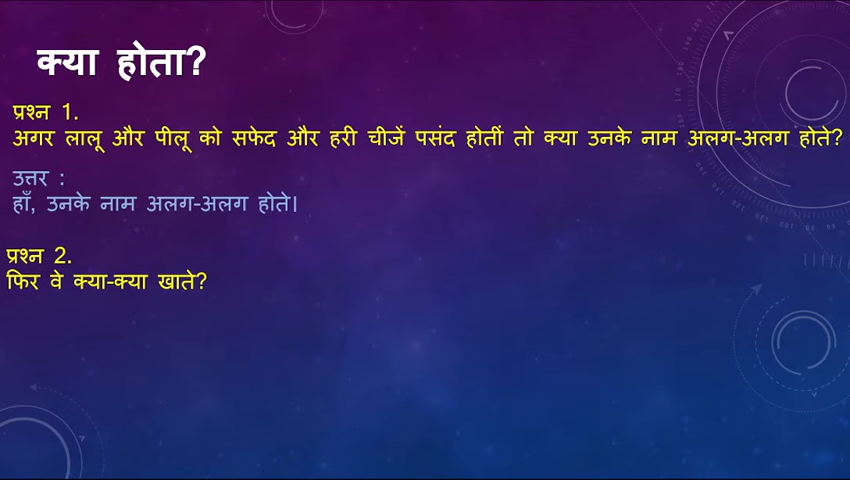 क्या होता?
प्रश्न 1.
अगर लालू और पीलू को सफेद और हरी चीजें पसंद होतीं तो क्या उनके नाम अलग-अलग होते?
उत्तर :
हाँ, उनके नाम अलग-अलग होते।
प्रश्न 2.
फिर वे क्या-क्या खाते?